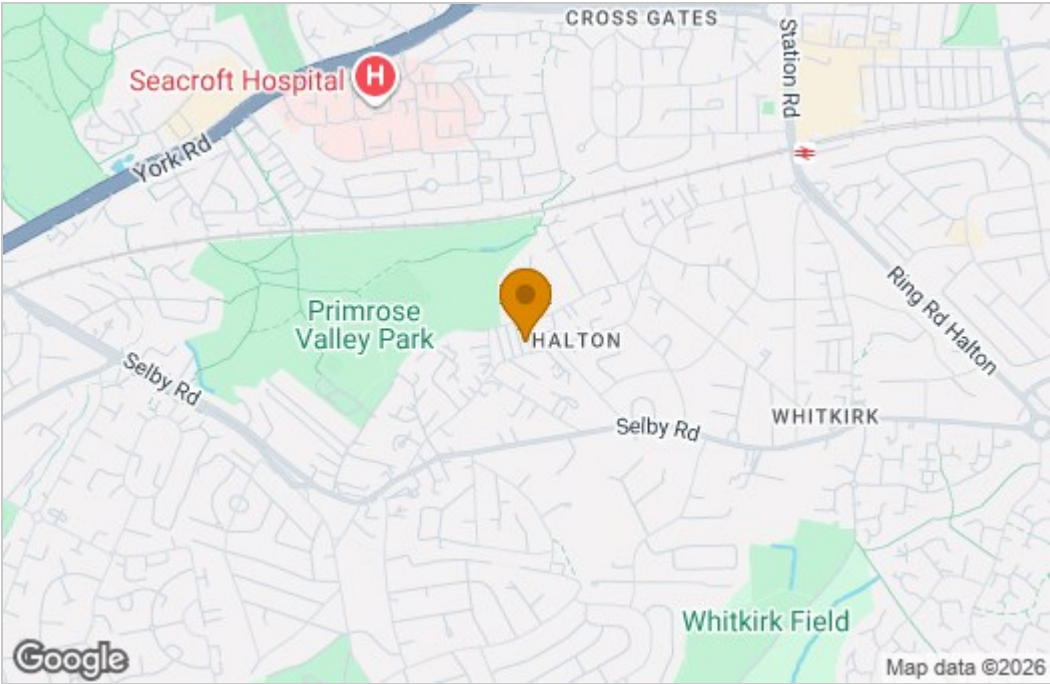 CROSS GATES
Station Rd
Seacroft Hospital
H
York Rd
Ring Rd Halton
Primrose
Valley Park
HALTON
Selby Rd
Selby Rd
WHITKIRK
Whitkirk Field
Google
Map data ©2026